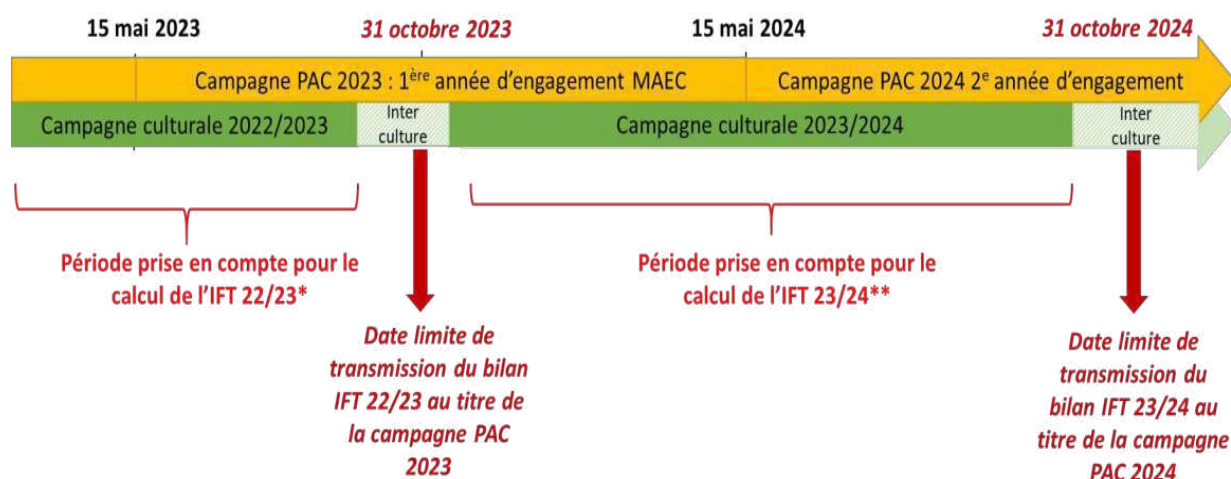 15 mai 2023
31 octobre 2023
15 mai 2024
31 octobre 2024
Campagne PAC 2023 : 1ère année d'engagement MAEC
Campagne PAC 2024 2e année d'engagement
Campagne culturale 2022/2023
Inter
culture
Campagne culturale 2023/2024
Inter
culture
Période prise en compte pour le
calcul de l'IFT 22/23*
Période prise en compte pour le
calcul de l'IFT 23/24**
Date limite de
transmission du bilan
IFT 22/23 au titre de
la campagne PAC
2023
Date limite de
transmission du
bilan IFT 23/24 au
titre de la campagne
PAC 2024